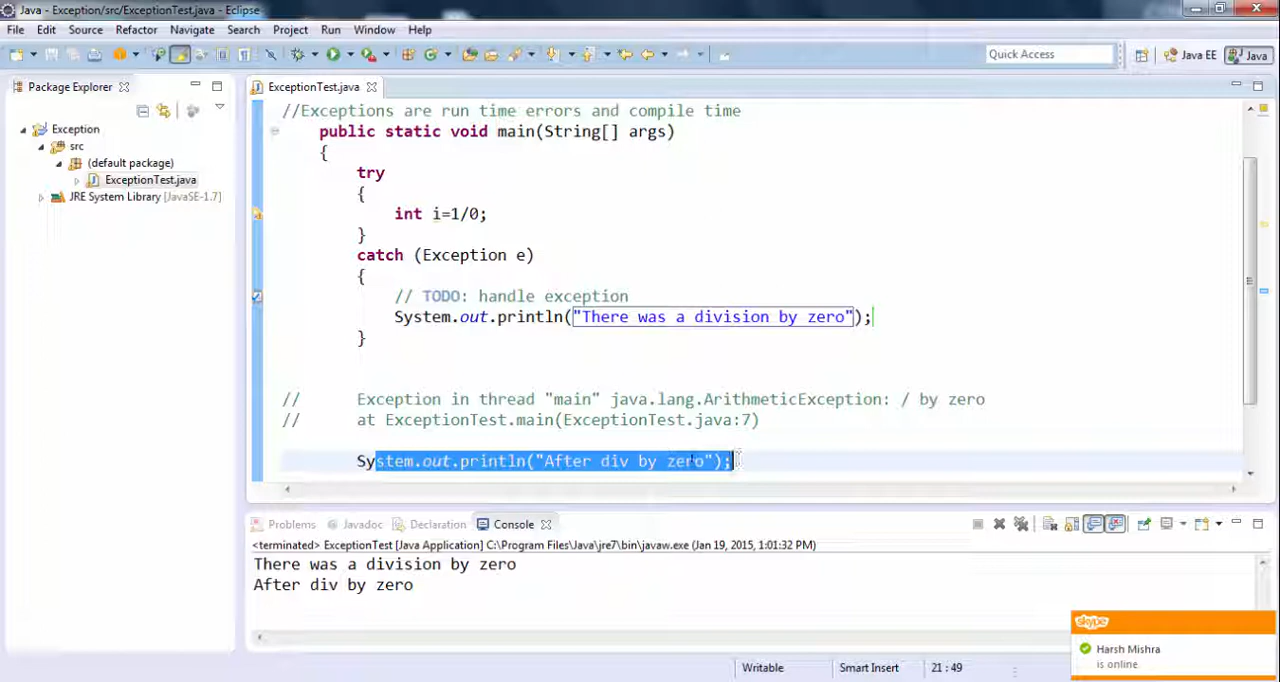 Java - Exception/src/ExceptionTest.java - Eclipse
File Edit Source Refactor Navigate Search Project Run Window Help
Quick Access Java EE Java
Package Explorer
ExceptionTest.java
Exception
src
(default package)
ExceptionTest.java
JRE System Library [JavaSE-1.7]
//Exceptions are run time errors and compile time
public static void main(String[] args)
{
try
{
int i=1/0;
}
catch (Exception e)
{
// TODO: handle exception
System.out.println("There was a division by zero");
}
// Exception in thread "main" java.lang.ArithmeticException: / by zero
// at ExceptionTest.main(ExceptionTest.java:7)
System.out.println("After div by zero");
Problems @ Javadoc Declaration Console
<terminated> ExceptionTest [Java Application] C:\Program Files\Java\jre7\bin\javaw.exe (Jan 19, 2015, 1:01:32 PM)
There was a division by zero
After div by zero
Writable Smart Insert 21 : 49
skype
Harsh Mishra
is online